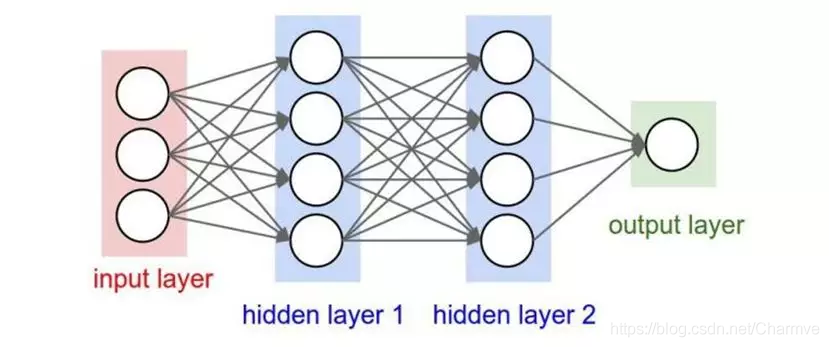 input layer
hidden layer 1
hidden layer 2
output layer
https://blog.csdn.net/Charmve